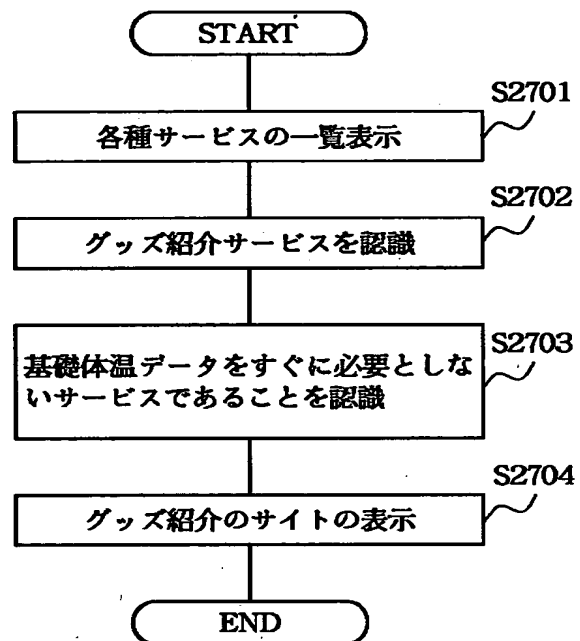 START
S2701
各種サービスの一覧表示
S2702
グッズ紹介サービスを認識
S2703
基礎体温データをすぐに必要としな
いサービスであることを認識
S2704
グッズ紹介のサイトの表示
END